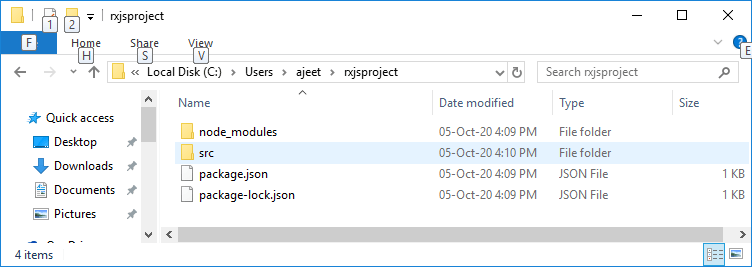 1 2 rxjsproject
F Home Share View E
H S V
Local Disk (C:) Users ajeet rxjsproject Search rxjsproject
Name Date modified Type Size
Quick access
Desktop
Downloads
Documents
Pictures
node_modules 05-Oct-20 4:09 PM File folder
src 05-Oct-20 4:10 PM File folder
package.json 05-Oct-20 4:09 PM JSON File 1 KB
package-lock.json 05-Oct-20 4:09 PM JSON File 1 KB
4 items